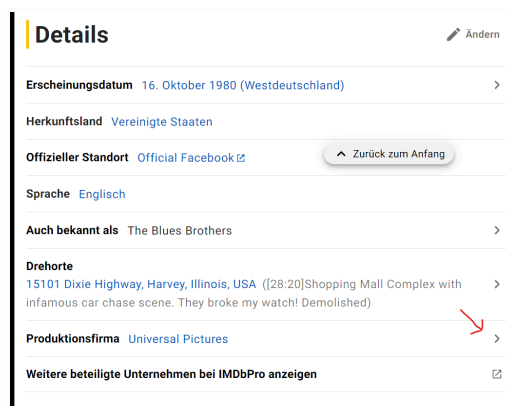 Details
Ändern
Erscheinungsdatum 16. Oktober 1980 (Westdeutschland)
Herkunftsland Vereinigte Staaten
Offizieller Standort Official Facebook
Zurück zum Anfang
Sprache Englisch
Auch bekannt als The Blues Brothers
Drehorte
15101 Dixie Highway, Harvey, Illinois, USA ([28:20]Shopping Mall Complex with
infamous car chase scene. They broke my watch! Demolished)
Produktionsfirma Universal Pictures
Weitere beteiligte Unternehmen bei IMDbPro anzeigen